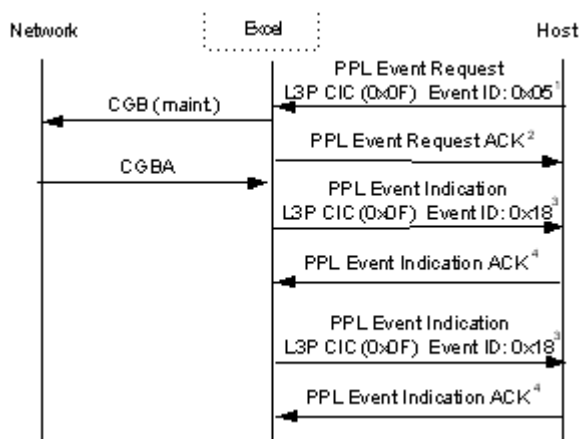 Network
Excel
Host
PPL Event Request
L3P CIC (0x0F) Event ID: 0x05¹
CGB (maint.)
PPL Event Request ACK²
CGBA
PPL Event Indication
L3P CIC (0x0F) Event ID: 0x18³
PPL Event Indication ACK⁴
PPL Event Indication
L3P CIC (0x0F) Event ID: 0x18³
PPL Event Indication ACK⁴